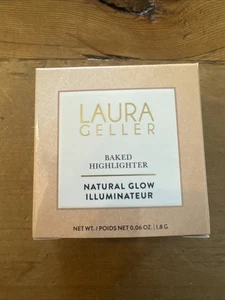 LAURA
GELLER
BAKED
HIGHLIGHTER
NATURAL GLOW
ILLUMINATEUR
NET WT. / POIDS NET 0.06 OZ. | 1.8 G